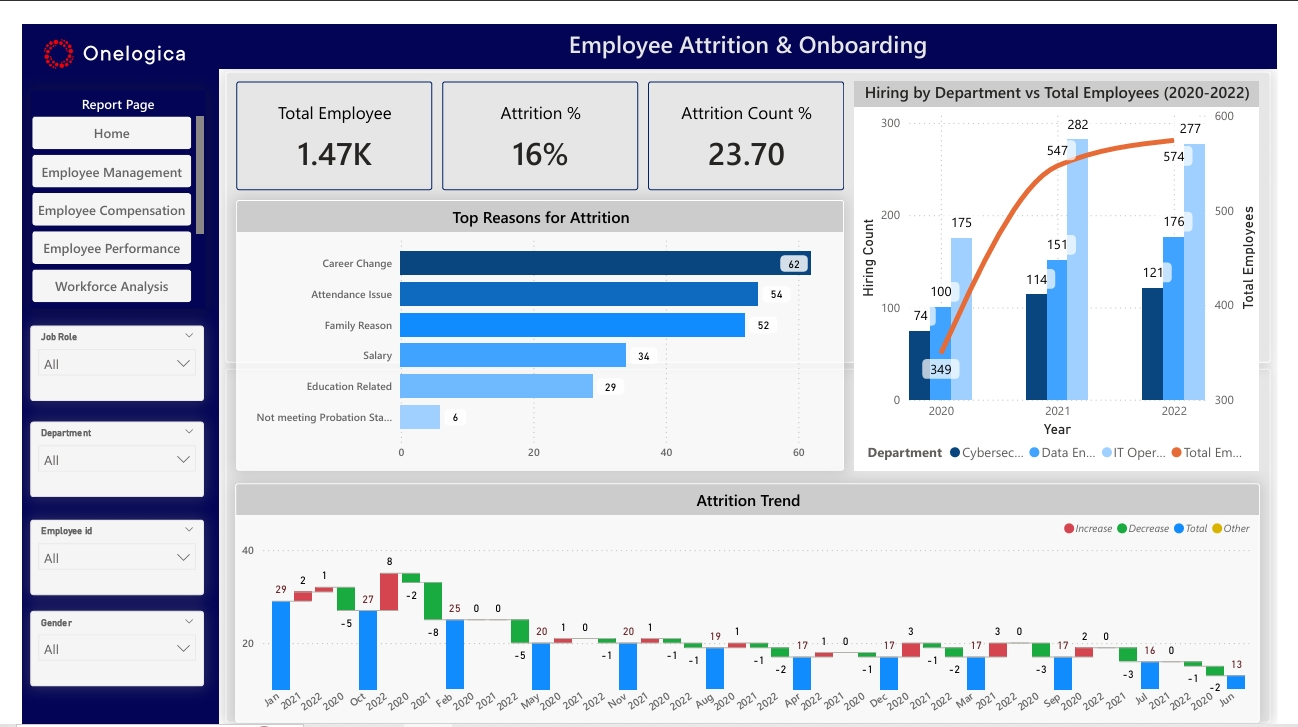 Onelogica
Employee Attrition & Onboarding
Report Page
Home
Employee Management
Employee Compensation
Employee Performance
Workforce Analysis
Job Role
All
Department
All
Employee id
All
Gender
All
Total Employee
1.47K
Attrition %
16%
Attrition Count %
23.70
Top Reasons for Attrition
Career Change 62
Attendance Issue 54
Family Reason 52
Salary 34
Education Related 29
Not meeting Probation Sta... 6
0 20 40 60
Hiring by Department vs Total Employees (2020-2022)
Hiring Count
300
200
100
0
Total Employees
600
500
400
300
74 100 175 349
114 151 282 547
121 176 277 574
2020 2021 2022
Year
Department Cybersec... Data En... IT Oper... Total Em...
Attrition Trend
Increase Decrease Total Other
40
20
29 2 1 -5 27 8 -2 -8 25 0 0 -5 20 1 0 -1 20 1 -1 -1 19 1 -1 -2 17 1 0 -1 17 3 -1 -2 17 3 0 -3 17 2 0 -3 16 0 -1 -2 13
Jan 2021 2022 2020 Oct 2022 2020 2021 Feb 2020 2021 2022 May 2020 2021 2022 Nov 2021 2020 2022 Aug 2020 2021 2022 Apr 2022 2021 2020 Dec 2020 2021 2022 Mar 2021 2022 2020 Sep 2020 2022 2021 Jul 2021 2022 2020 Jun